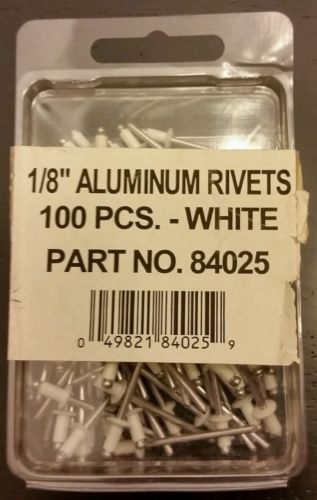 1/8" ALUMINUM RIVETS
100 PCS. - WHITE
PART NO. 84025
0 49821 84025 9